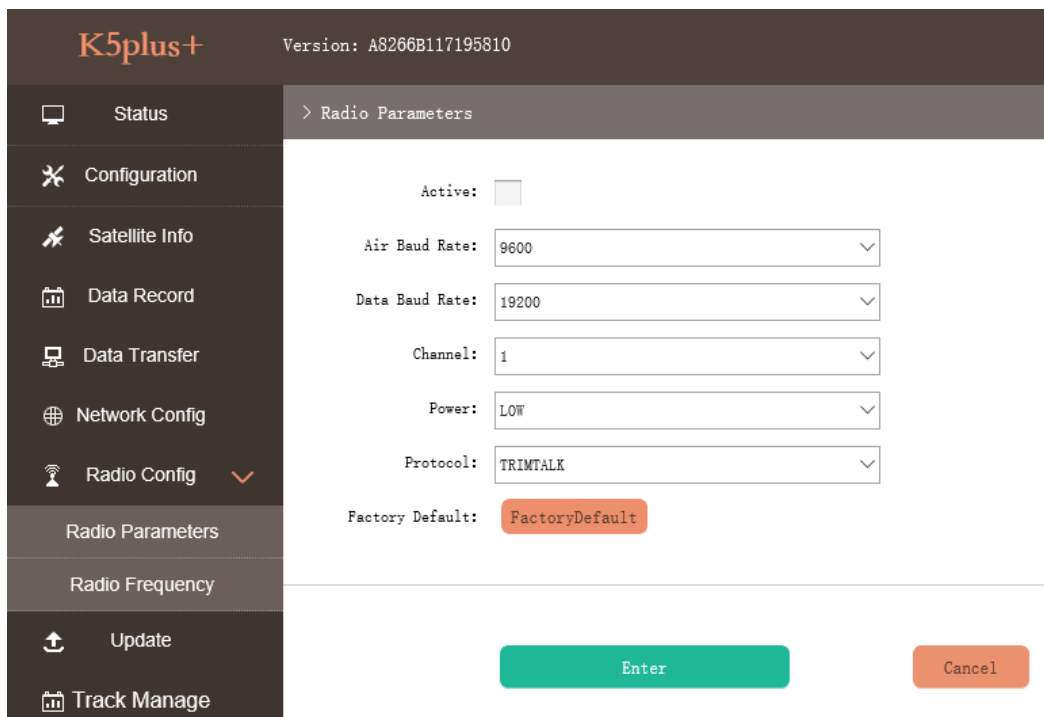 K5plus+
Version: A8266B117195810
Status
> Radio Parameters
Configuration
Active:
Satellite Info
Air Baud Rate: 9600
Data Record
Data Baud Rate: 19200
Data Transfer
Channel: 1
Network Config
Power: LOW
Radio Config
Protocol: TRIMTALK
Radio Parameters
Factory Default: FactoryDefault
Radio Frequency
Update
Enter
Cancel
Track Manage